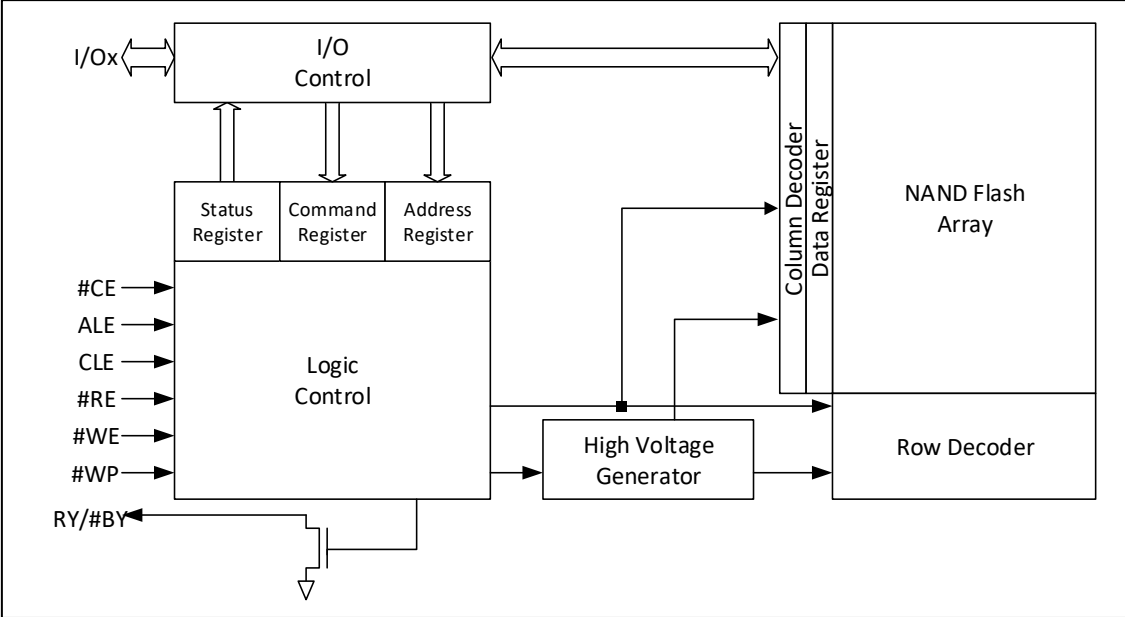 I/Ox
I/O
Control
Status
Register
Command
Register
Address
Register
Column Decoder
Data Register
NAND Flash
Array
#CE
ALE
CLE
#RE
#WE
#WP
Logic
Control
High Voltage
Generator
Row Decoder
RY/#BY